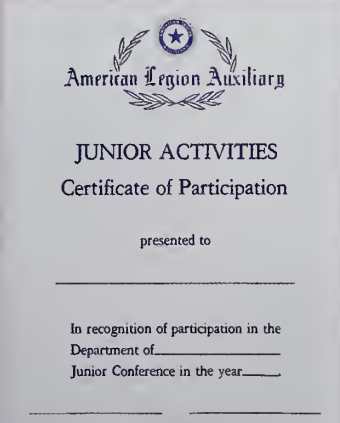 American Legion Auxiliary
JUNIOR ACTIVITIES
Certificate of Participation
presented to
In recognition of participation in the
Department of
Junior Conference in the year